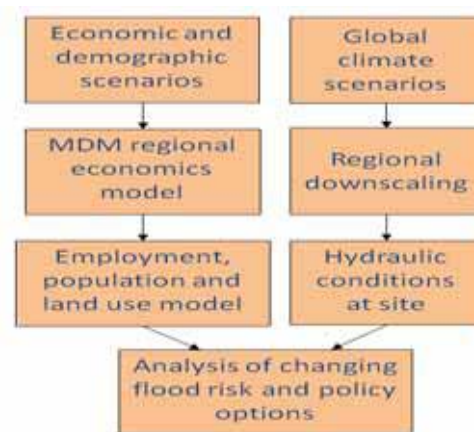 Economic and
demographic
scenarios
MDM regional
economics
model
Employment,
population and
land use model
Global
climate
scenarios
Regional
downscaling
Hydraulic
conditions
at site
Analysis of changing
flood risk and policy
options